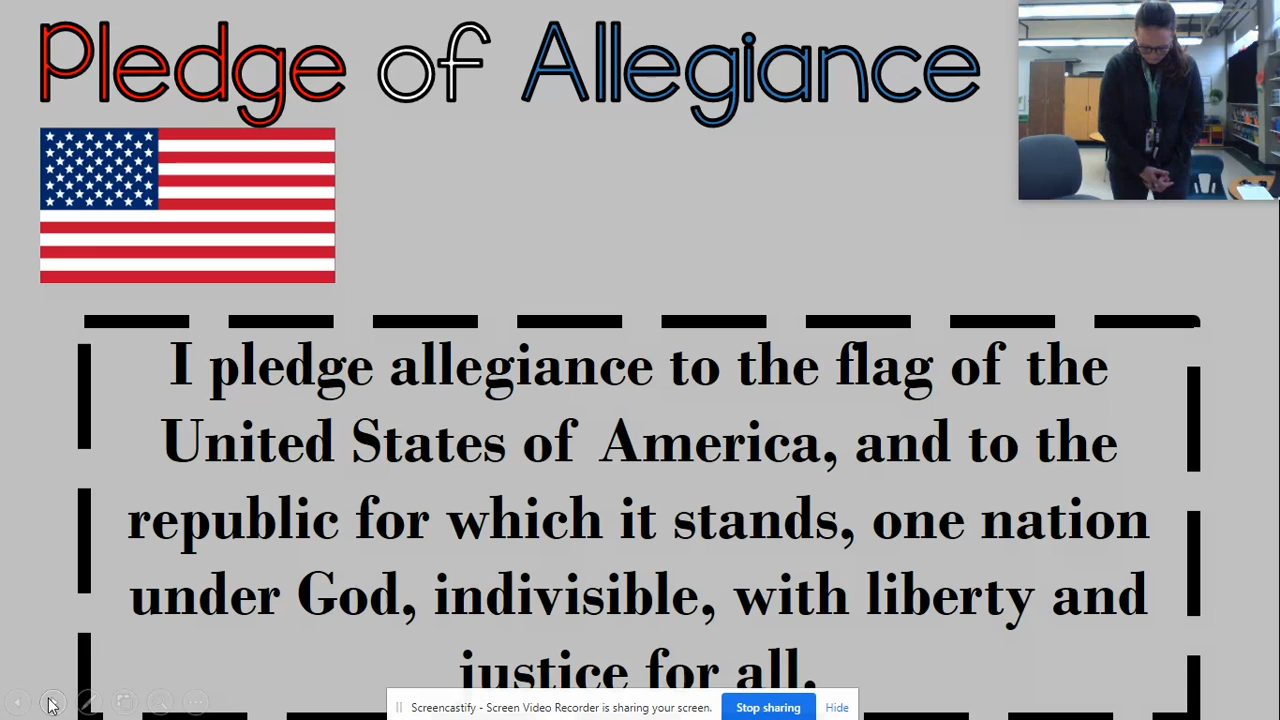 Pledge of Allegiance
I pledge allegiance to the flag of the
United States of America, and to the
republic for which it stands, one nation
under God, indivisible, with liberty and
justice for all.
Screencastify - Screen Video Recorder is sharing your screen. Stop sharing Hide